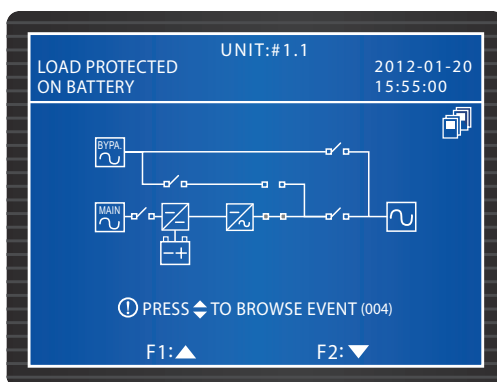 UNIT:#1.1
LOAD PROTECTED
ON BATTERY
2012-01-20
15:55:00
BYPA.
MAIN
! PRESS TO BROWSE EVENT (004)
F1:
F2: